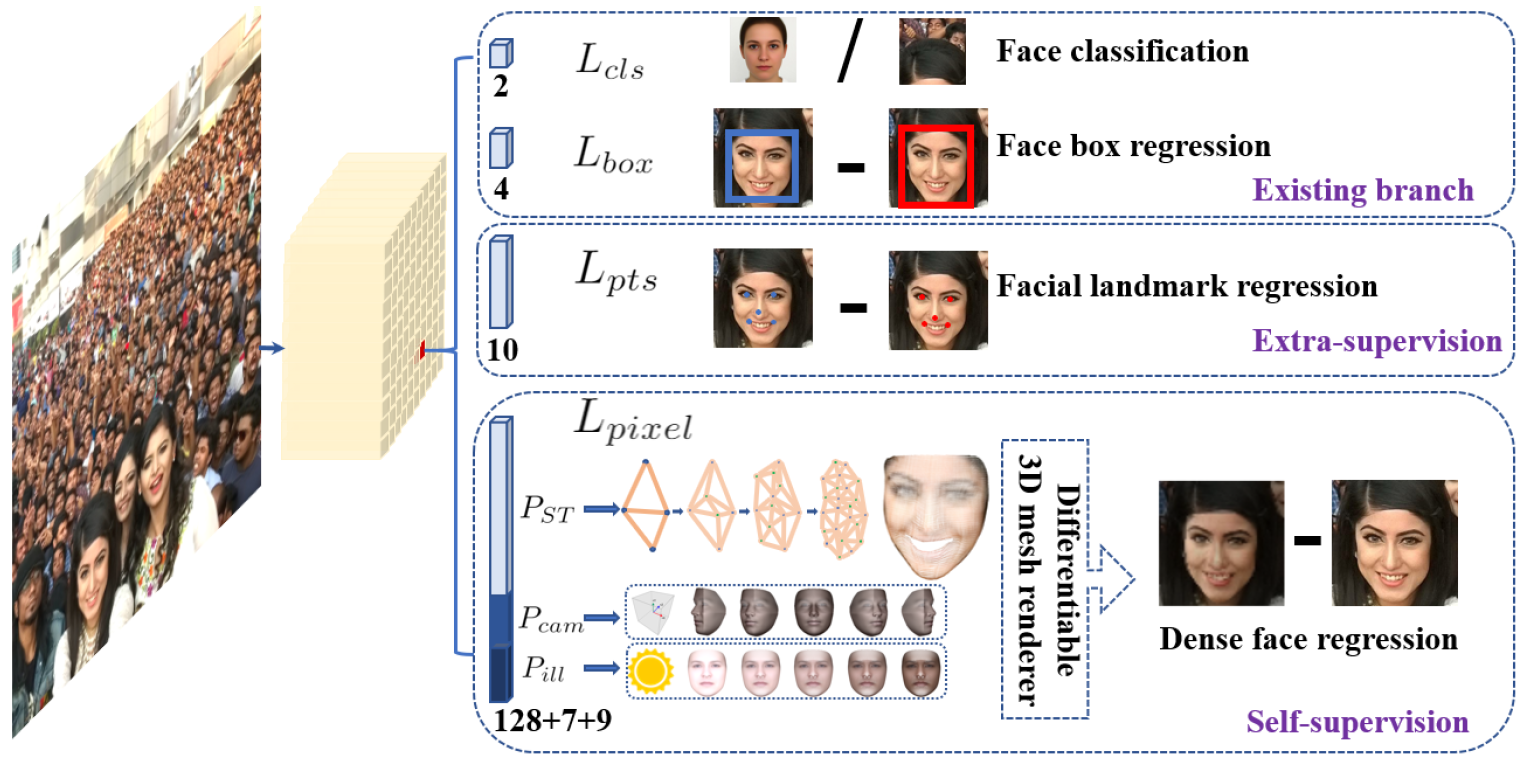 L_cls
Face classification
2
L_box
Face box regression
4
Existing branch
L_pts
Facial landmark regression
10
Extra-supervision
L_pixel
P_ST
P_cam
P_ill
128+7+9
Differentiable
3D mesh renderer
Dense face regression
Self-supervision